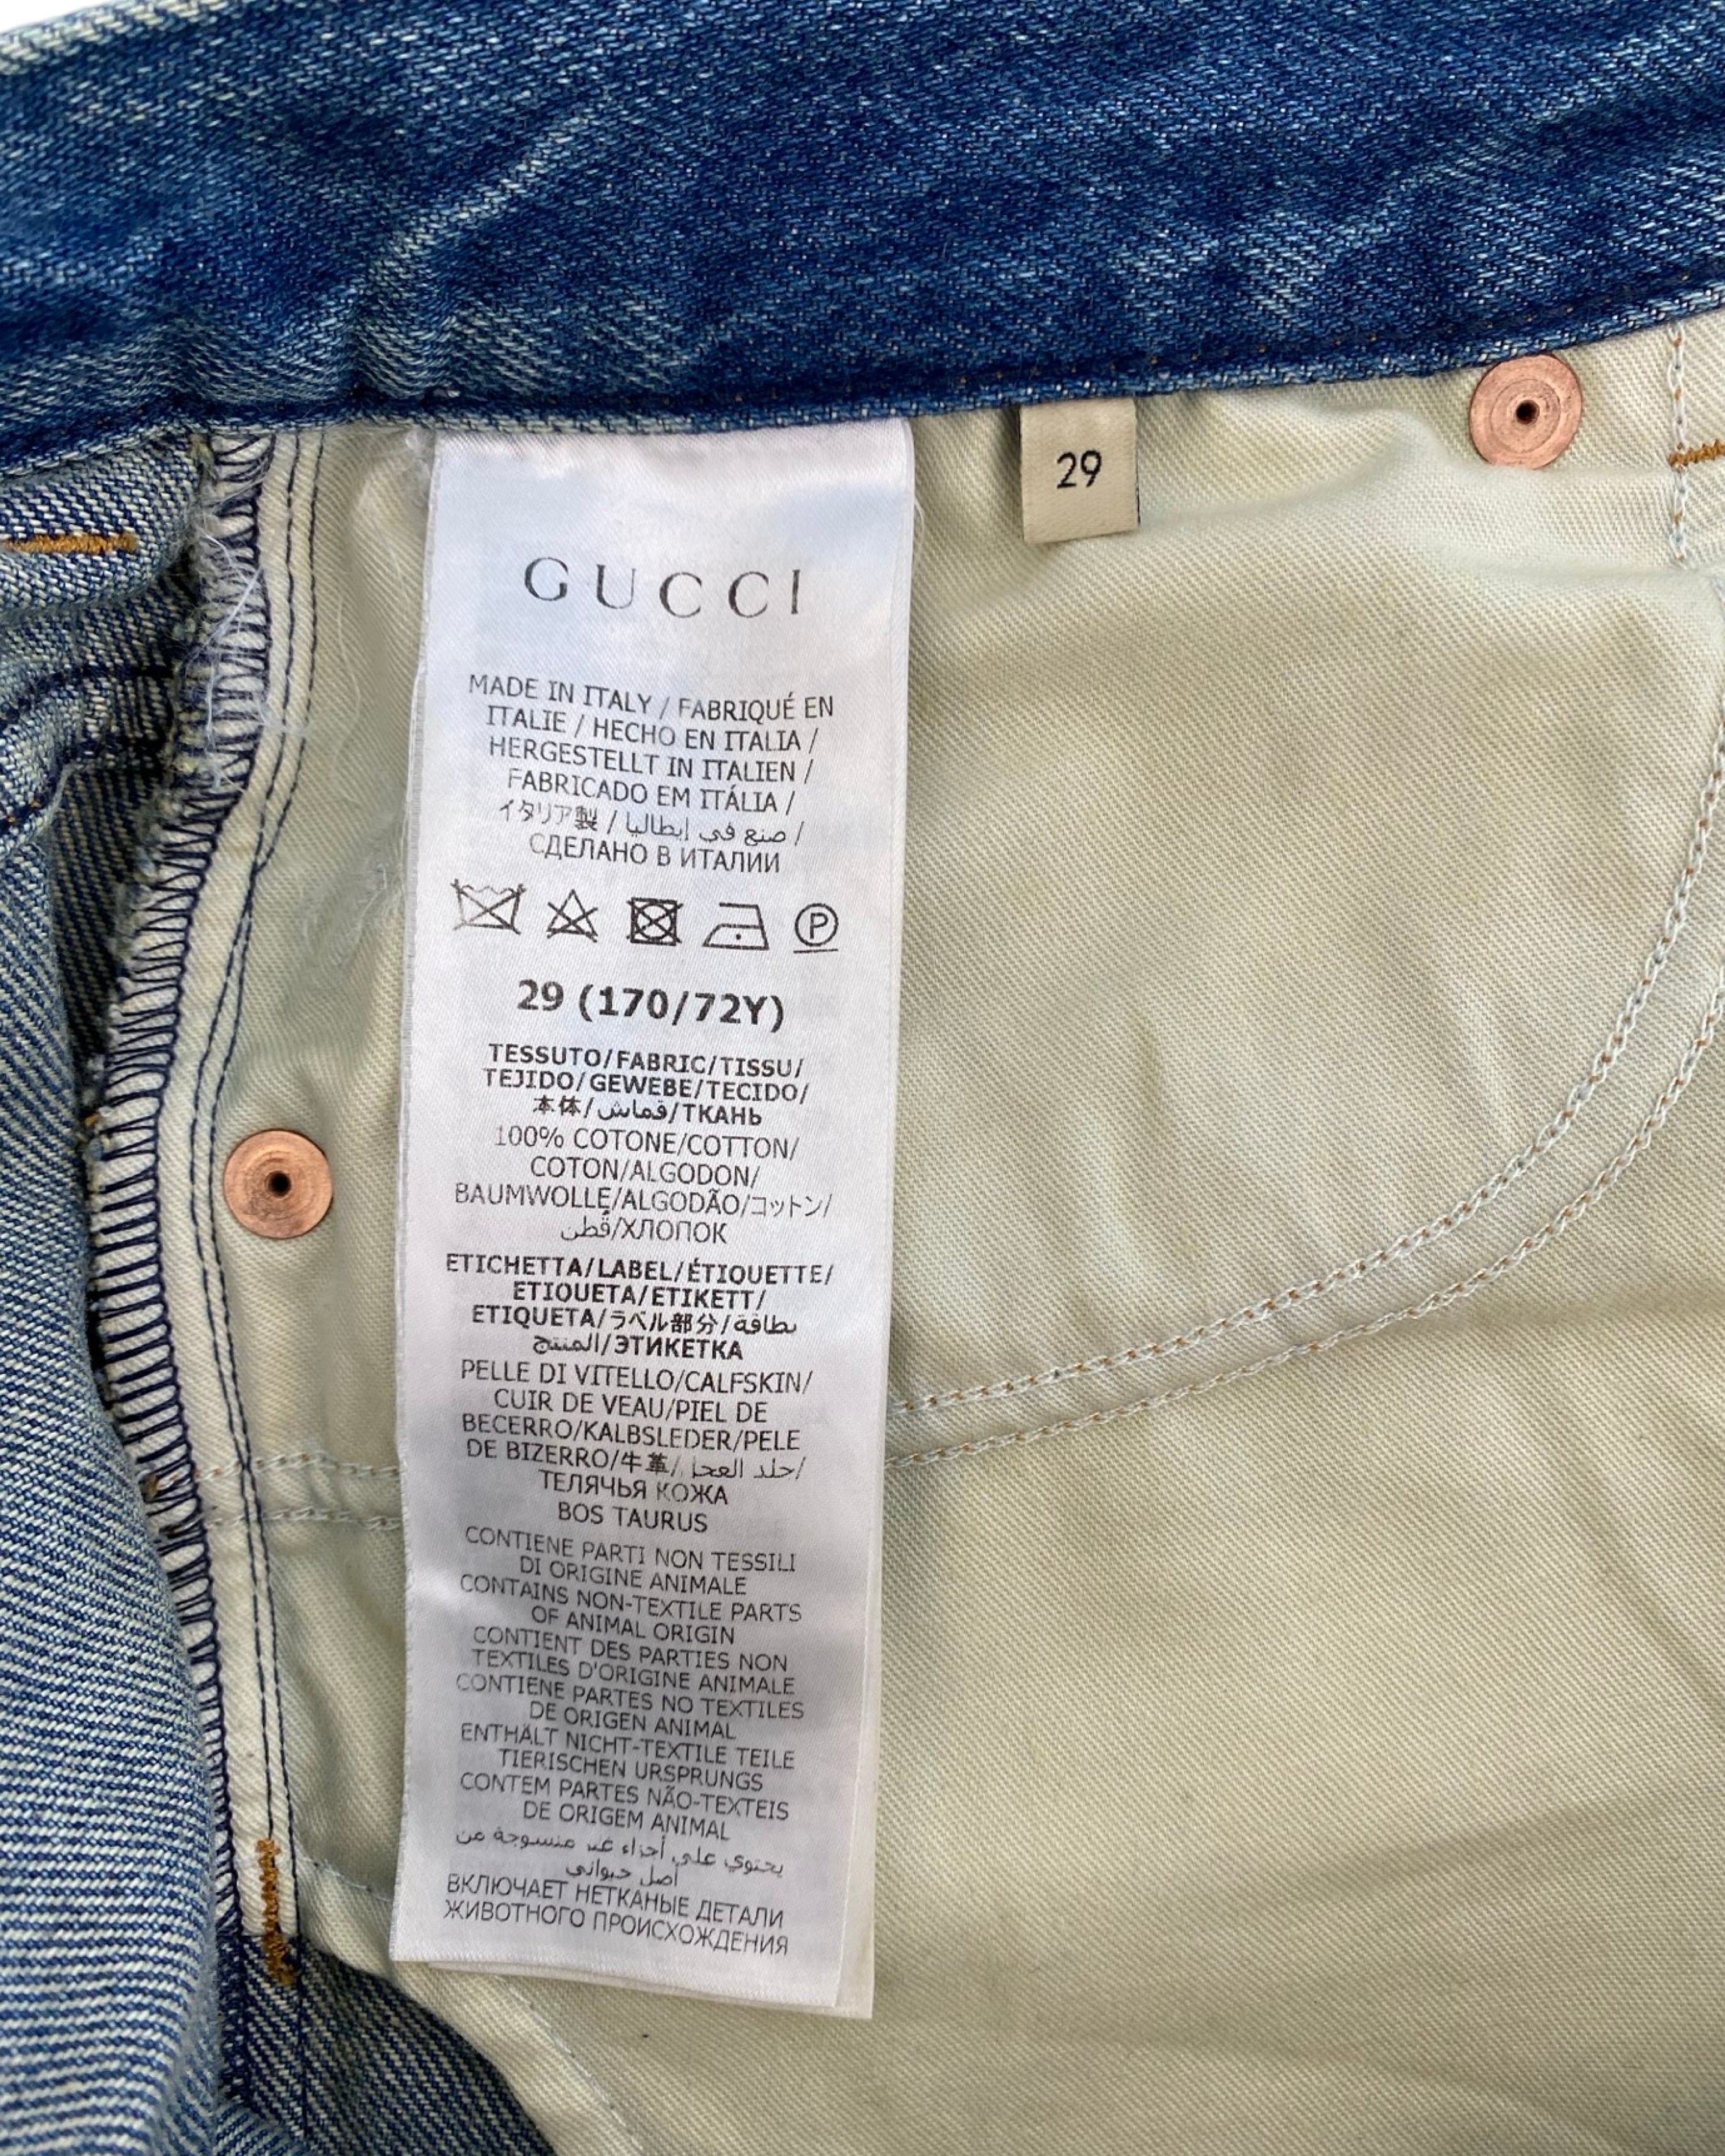 29
GUCCI
MADE IN ITALY / FABRIQUÉ EN
ITALIE / HECHO EN ITALIA /
HERGESTELLT IN ITALIEN /
FABRICADO EM ITÁLIA /
イタリア製 / صنع في إيطاليا /
СДЕЛАНО В ИТАЛИИ
P
29 (170/72Y)
TESSUTO/FABRIC/TISSU/
TEJIDO/GEWEBE/TECIDO/
本体/قماش/ТКАНЬ
100% COTONE/COTTON/
COTON/ALGODON/
BAUMWOLLE/ALGODÃO/コットン/
قطن/ХЛОПОК
ETICHETTA/LABEL/ÉTIQUETTE/
ETIQUETA/ETIKETT/
ETIQUETA/ラベル部分/بطاقة
المنتج/ЭТИКЕТКА
PELLE DI VITELLO/CALFSKIN/
CUIR DE VEAU/PIEL DE
BECERRO/KALBSLEDER/PELE
DE BIZERRO/牛革/جلد العجل/
ТЕЛЯЧЬЯ КОЖА
BOS TAURUS
CONTIENE PARTI NON TESSILI
DI ORIGINE ANIMALE
CONTAINS NON-TEXTILE PARTS
OF ANIMAL ORIGIN
CONTIENT DES PARTIES NON
TEXTILES D'ORIGINE ANIMALE
CONTIENE PARTES NO TEXTILES
DE ORIGEN ANIMAL
ENTHÄLT NICHT-TEXTILE TEILE
TIERISCHEN URSPRUNGS
CONTEM PARTES NÃO-TEXTEIS
DE ORIGEM ANIMAL
يحتوي على أجزاء غير منسوجة من
أصل حيواني
ВКЛЮЧАЕТ НЕТКАНЫЕ ДЕТАЛИ
ЖИВОТНОГО ПРОИСХОЖДЕНИЯ